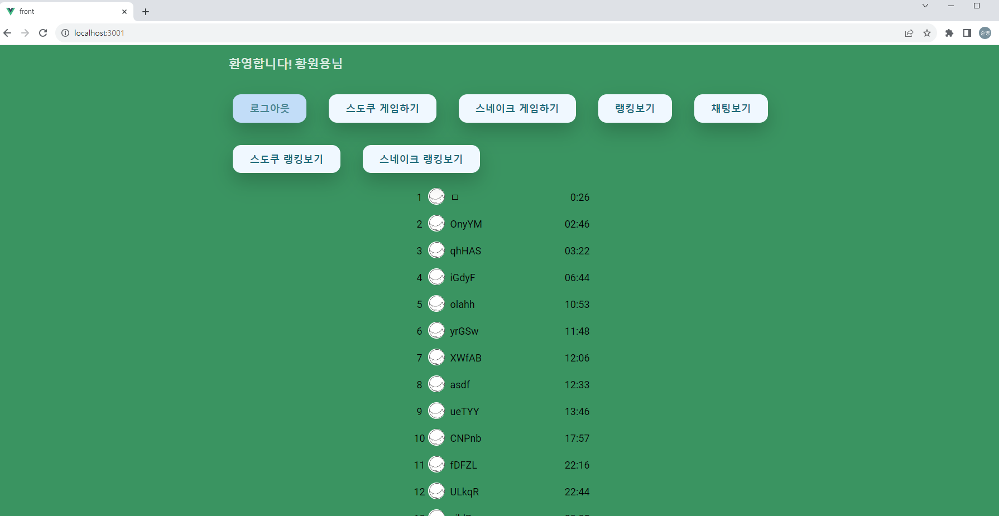 front
localhost:3001
준영
환영합니다! 황원용님
로그아웃 스도쿠 게임하기 스네이크 게임하기 랭킹보기 채팅보기
스도쿠 랭킹보기 스네이크 랭킹보기
1 ㅁ 0:26
2 OnyYM 02:46
3 qhHAS 03:22
4 iGdyF 06:44
5 olahh 10:53
6 yrGSw 11:48
7 XWfAB 12:06
8 asdf 12:33
9 ueTYY 13:46
10 CNPnb 17:57
11 fDFZL 22:16
12 ULkqR 22:44